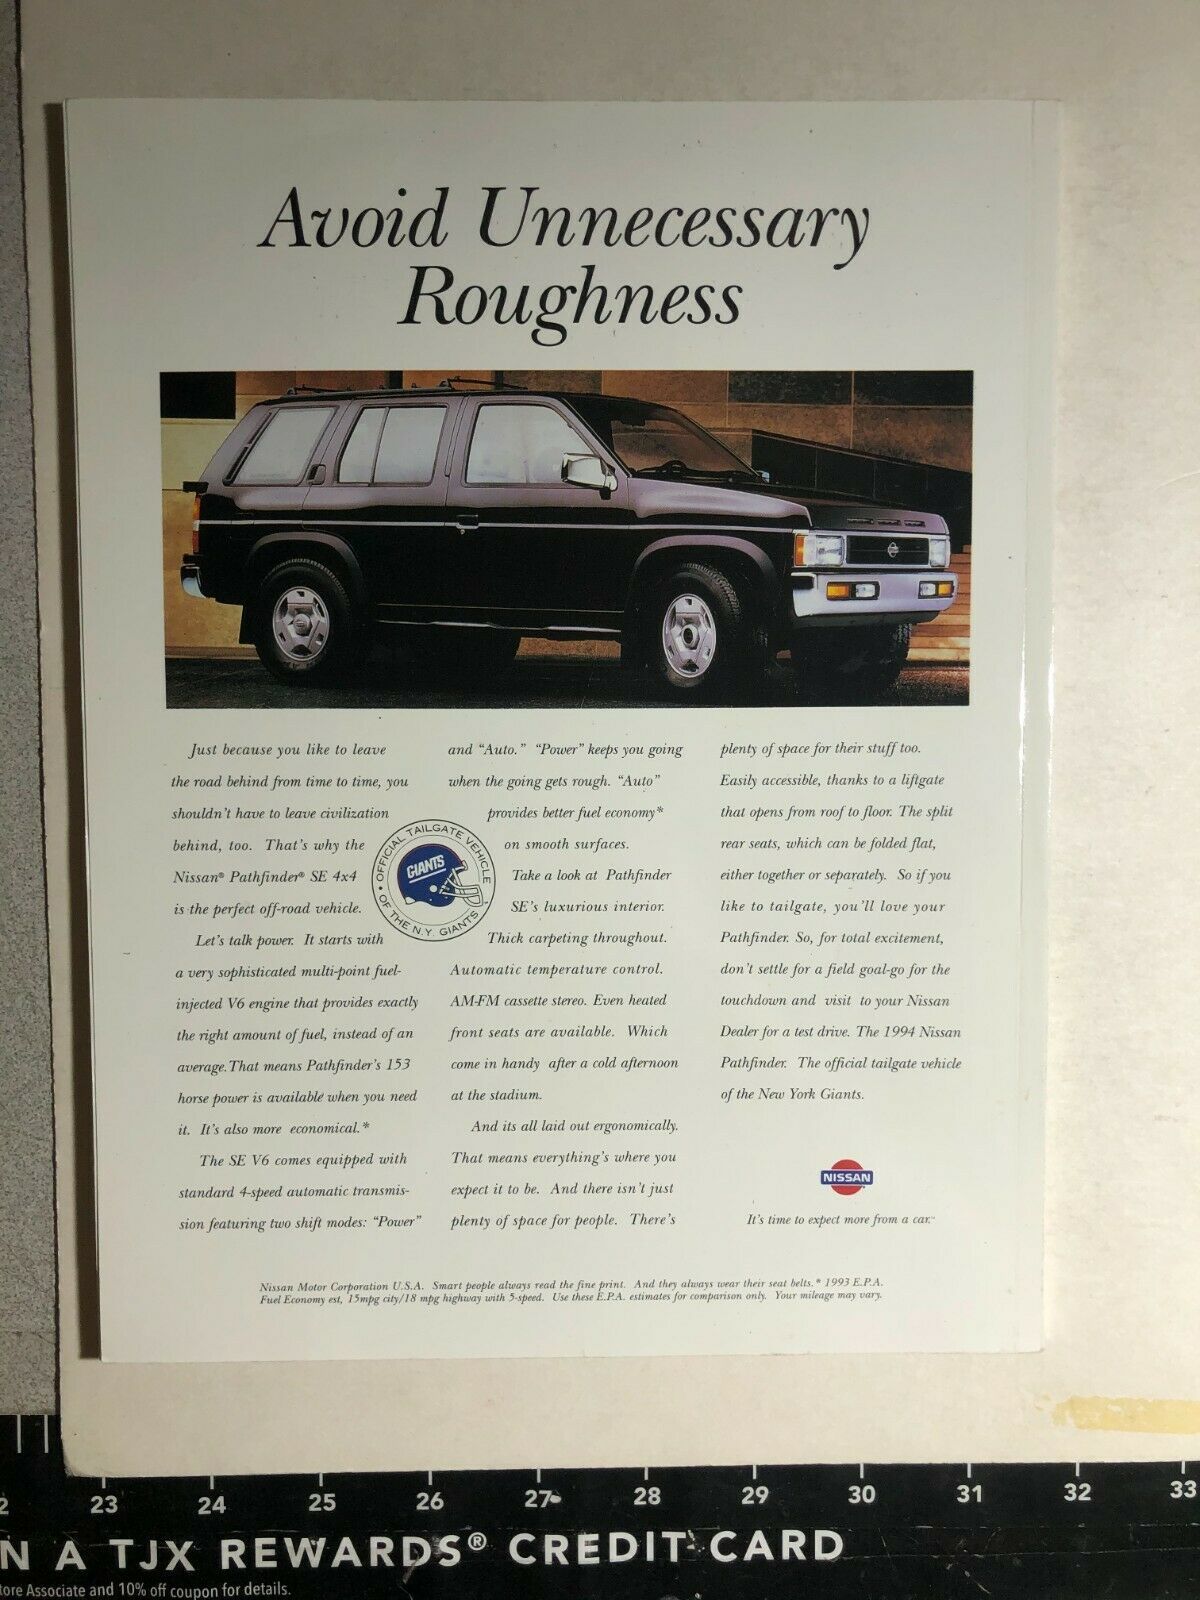 Avoid Unnecessary
Roughness
Just because you like to leave
the road behind from time to time, you
shouldn't have to leave civilization
behind, too. That's why the
Nissan® Pathfinder® SE 4x4
is the perfect off-road vehicle.
Let's talk power. It starts with
a very sophisticated multi-point fuel-
injected V6 engine that provides exactly
the right amount of fuel, instead of an
average. That means Pathfinder's 153
horse power is available when you need
it. It's also more economical.*
The SE V6 comes equipped with
standard 4-speed automatic transmis-
sion featuring two shift modes: "Power"
OFFICIAL TAILGATE VEHICLE
• OF THE N.Y. GIANTS •
GIANTS
and "Auto." "Power" keeps you going
when the going gets rough. "Auto"
provides better fuel economy*
on smooth surfaces.
Take a look at Pathfinder
SE's luxurious interior.
Thick carpeting throughout.
Automatic temperature control.
AM-FM cassette stereo. Even heated
front seats are available. Which
come in handy after a cold afternoon
at the stadium.
And its all laid out ergonomically.
That means everything's where you
expect it to be. And there isn't just
plenty of space for people. There's
plenty of space for their stuff too.
Easily accessible, thanks to a liftgate
that opens from roof to floor. The split
rear seats, which can be folded flat,
either together or separately. So if you
like to tailgate, you'll love your
Pathfinder. So, for total excitement,
don't settle for a field goal-go for the
touchdown and visit to your Nissan
Dealer for a test drive. The 1994 Nissan
Pathfinder. The official tailgate vehicle
of the New York Giants.
NISSAN
It's time to expect more from a car.™
Nissan Motor Corporation U.S.A. Smart people always read the fine print. And they always wear their seat belts. * 1993 E.P.A.
Fuel Economy est, 15mpg city/18 mpg highway with 5-speed. Use these E.P.A. estimates for comparison only. Your mileage may vary.
2 23 24 25 26 27 28 29 30 31 32 33
N A TJX REWARDS® CREDIT CARD
tore Associate and 10% off coupon for details.